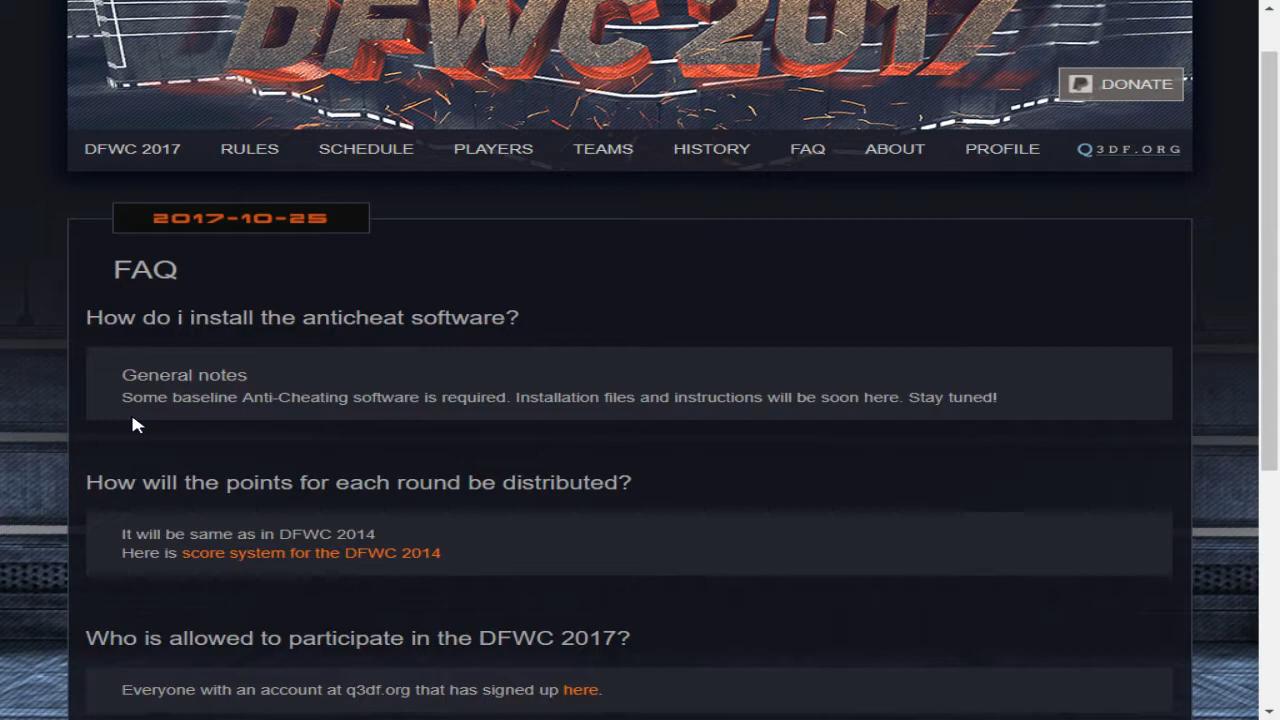 DFWC 2017
DONATE
DFWC 2017 RULES SCHEDULE PLAYERS TEAMS HISTORY FAQ ABOUT PROFILE Q3DF.ORG
2017-10-25
FAQ
How do i install the anticheat software?
General notes
Some baseline Anti-Cheating software is required. Installation files and instructions will be soon here. Stay tuned!
How will the points for each round be distributed?
It will be same as in DFWC 2014
Here is score system for the DFWC 2014
Who is allowed to participate in the DFWC 2017?
Everyone with an account at q3df.org that has signed up here.